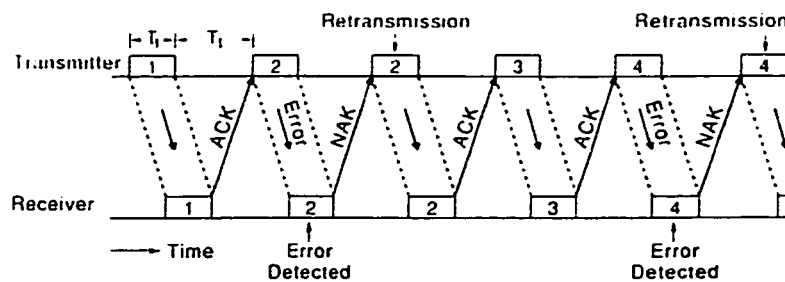 Retransmission Retransmission
T₁ T₁
Transmitter 1 2 2 3 4 4
ACK Error NAK ACK ACK Error NAK
Receiver 1 2 2 3 4
Time Error Error
Detected Detected